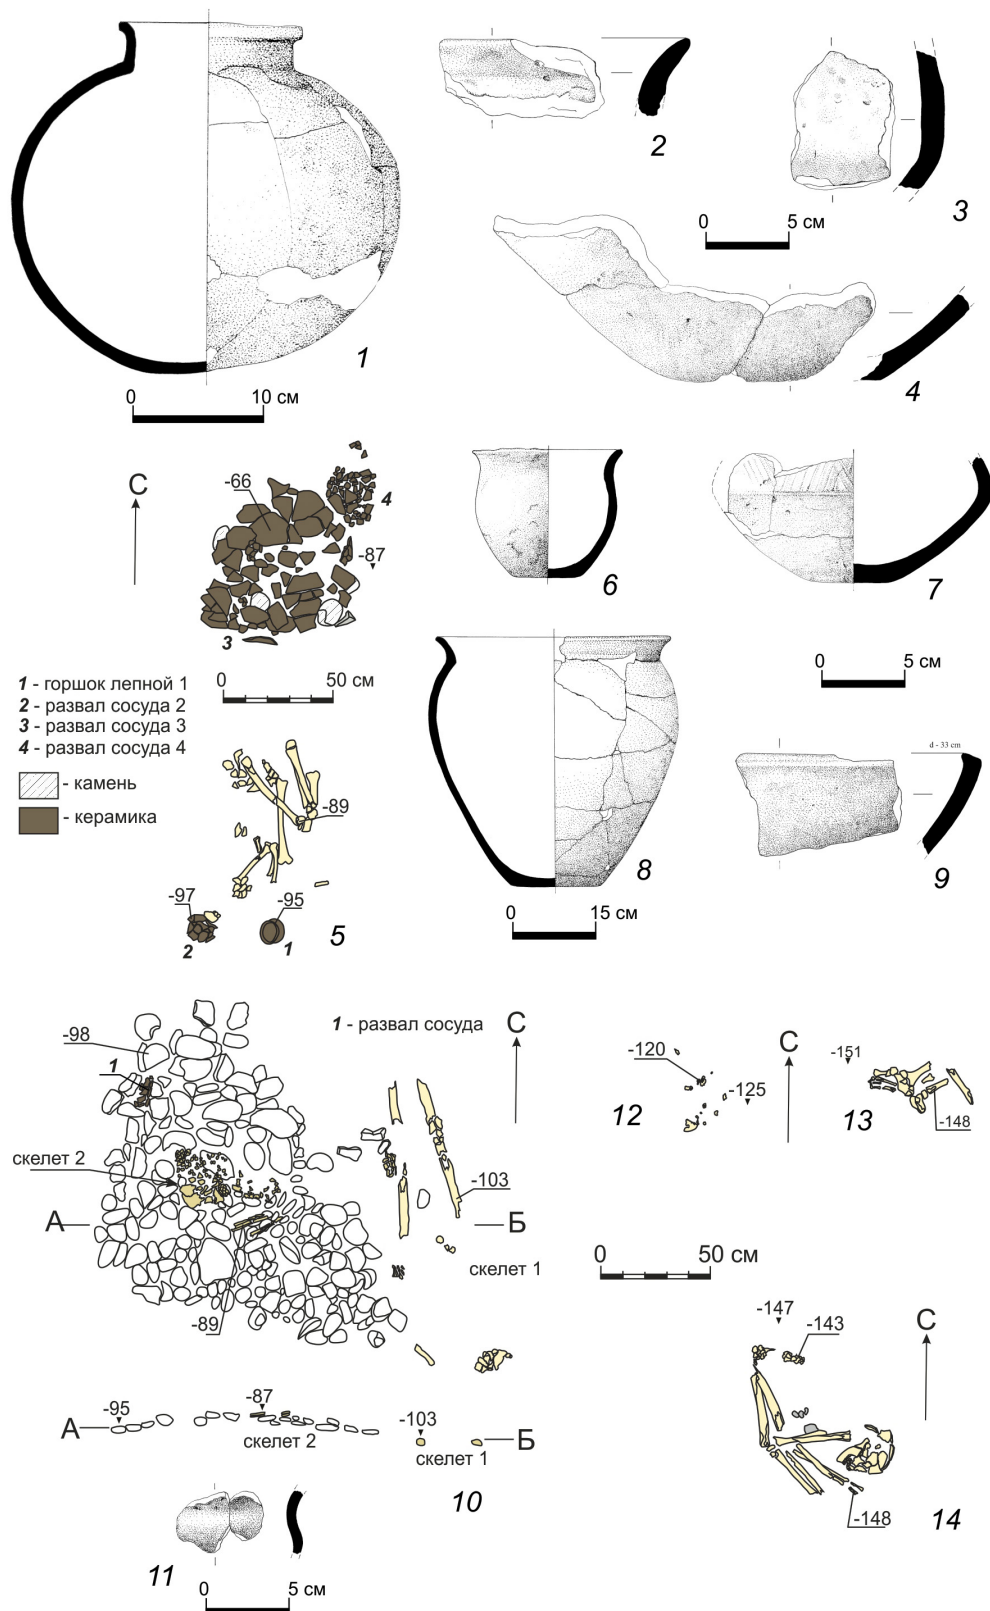 1
0 10 см
2
3
0 5 см
4
С
-66
4
-87
3
0 50 см
1 - горшок лепной 1
2 - развал сосуда 2
3 - развал сосуда 3
4 - развал сосуда 4
- камень
- керамика
-89
-97
-95
2
1
5
6
7
0 5 см
8
0 15 см
d - 33 cm
9
1 - развал сосуда
С
-98
1
скелет 2
А
Б
-103
скелет 1
-89
А
-95
-87
скелет 2
-103
скелет 1
Б
10
11
0 5 см
-120
-125
12
С
-151
13
-148
0 50 см
-147
-143
С
-148
14